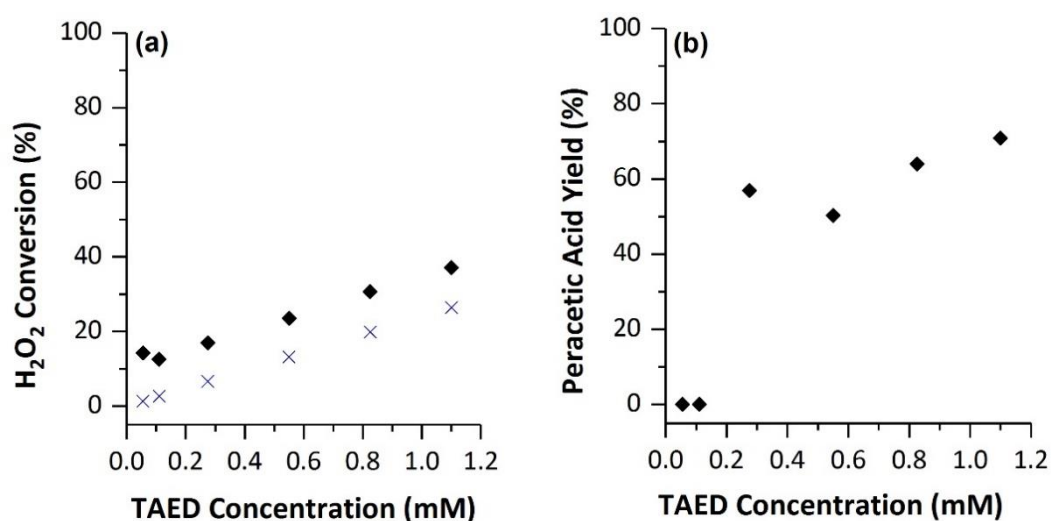 (a)
H₂O₂ Conversion (%)
100
80
60
40
20
0
0.0 0.2 0.4 0.6 0.8 1.0 1.2
TAED Concentration (mM)
(b)
Peracetic Acid Yield (%)
100
80
60
40
20
0
0.0 0.2 0.4 0.6 0.8 1.0 1.2
TAED Concentration (mM)